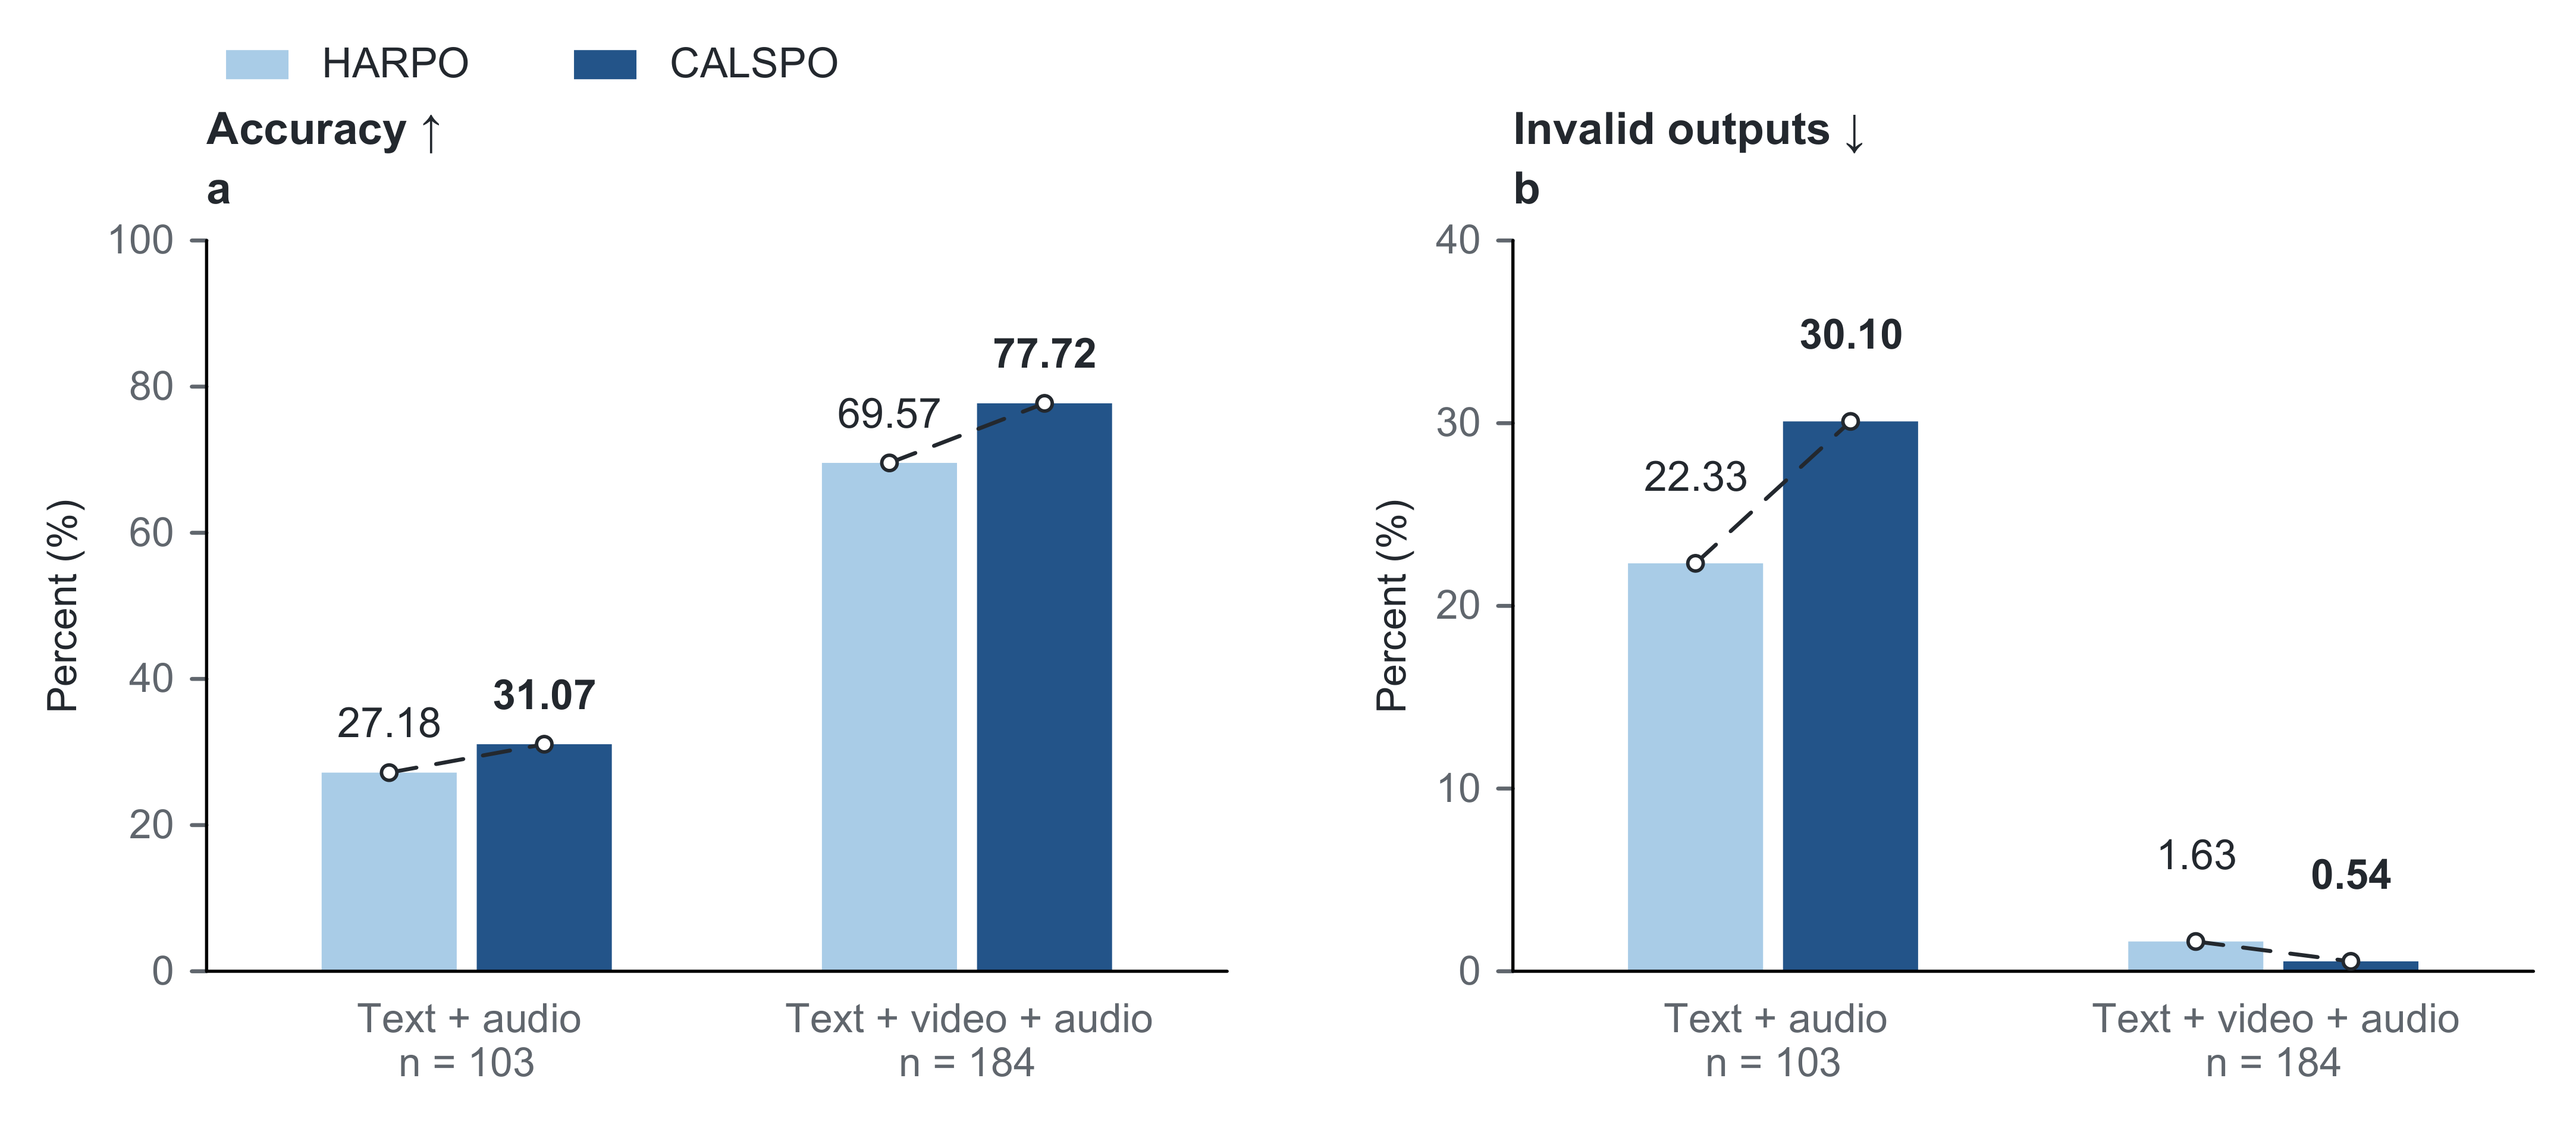 HARPO CALSPO
Accuracy ↑
a
Percent (%)
100
80
60
40
20
0
27.18
31.07
69.57
77.72
Text + audio
n = 103
Text + video + audio
n = 184
Invalid outputs ↓
b
Percent (%)
40
30
20
10
0
22.33
30.10
1.63
0.54
Text + audio
n = 103
Text + video + audio
n = 184